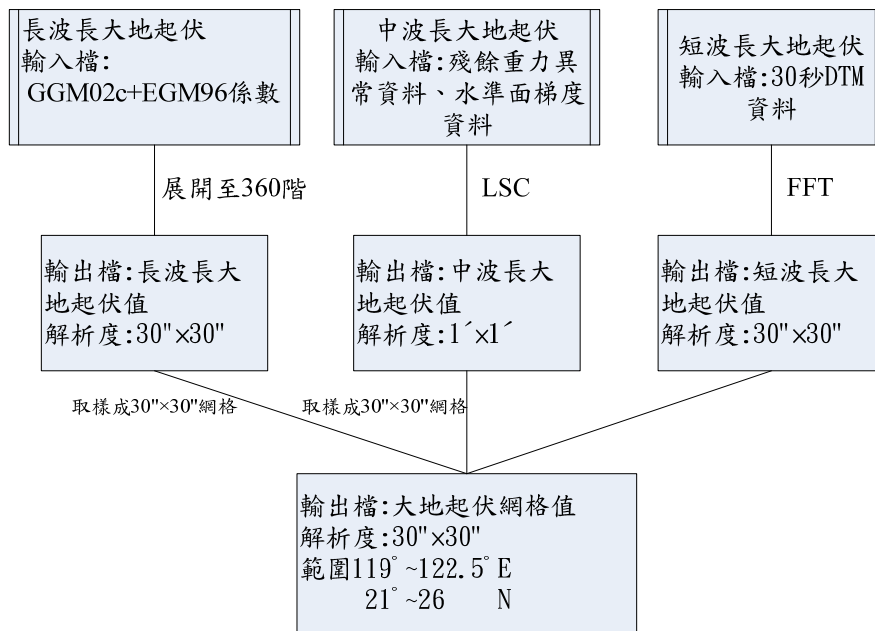 長波長大地起伏
輸入檔:
GGM02c+EGM96係數
中波長大地起伏
輸入檔:殘餘重力異
常資料、水準面梯度
資料
短波長大地起伏
輸入檔:30秒DTM
資料
展開至360階
LSC
FFT
輸出檔:長波長大
地起伏值
解析度:30"×30"
輸出檔:中波長大
地起伏值
解析度:1´×1´
輸出檔:短波長大
地起伏值
解析度:30"×30"
取樣成30"×30"網格
取樣成30"×30"網格
輸出檔:大地起伏網格值
解析度:30"×30"
範圍119°~122.5°E
21°~26 N